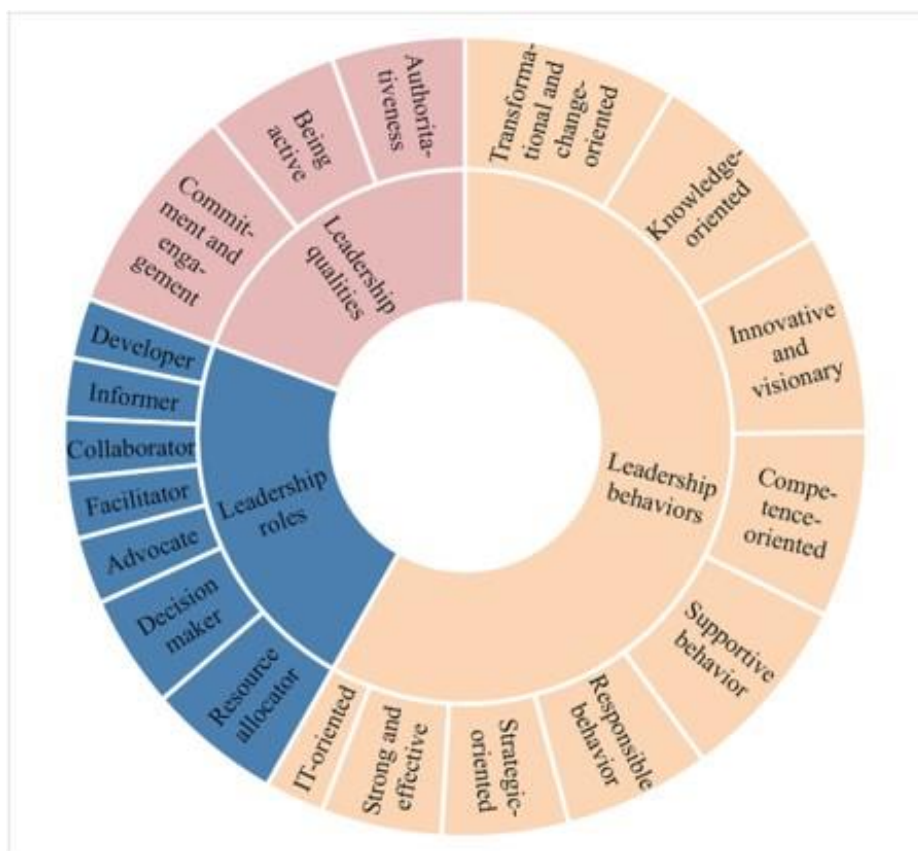 Transforma-
tional and
change-
oriented
Knowledge-
oriented
Innovative
and
visionary
Compe-
tence-
oriented
Supportive
behavior
Responsible
behavior
Strategic-
oriented
Strong and
effective
IT-oriented
Leadership
behaviors
Resource
allocator
Decision
maker
Advocate
Facilitator
Collaborator
Informer
Developer
Leadership
roles
Commit-
ment and
enga-
gement
Being
active
Authorita-
tiveness
Leadership
qualities